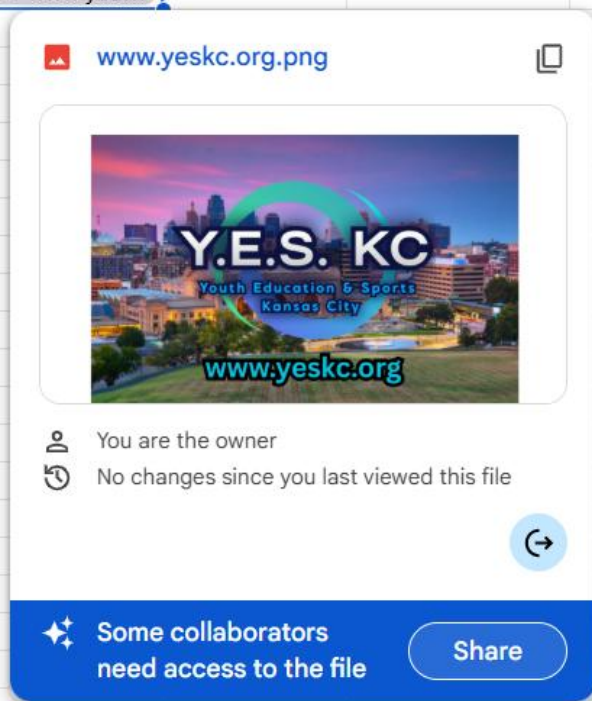 www.yeskc.org.png
Y.E.S. KC
Youth Education & Sports
Kansas City
www.yeskc.org
You are the owner
No changes since you last viewed this file
Some collaborators
need access to the file
Share